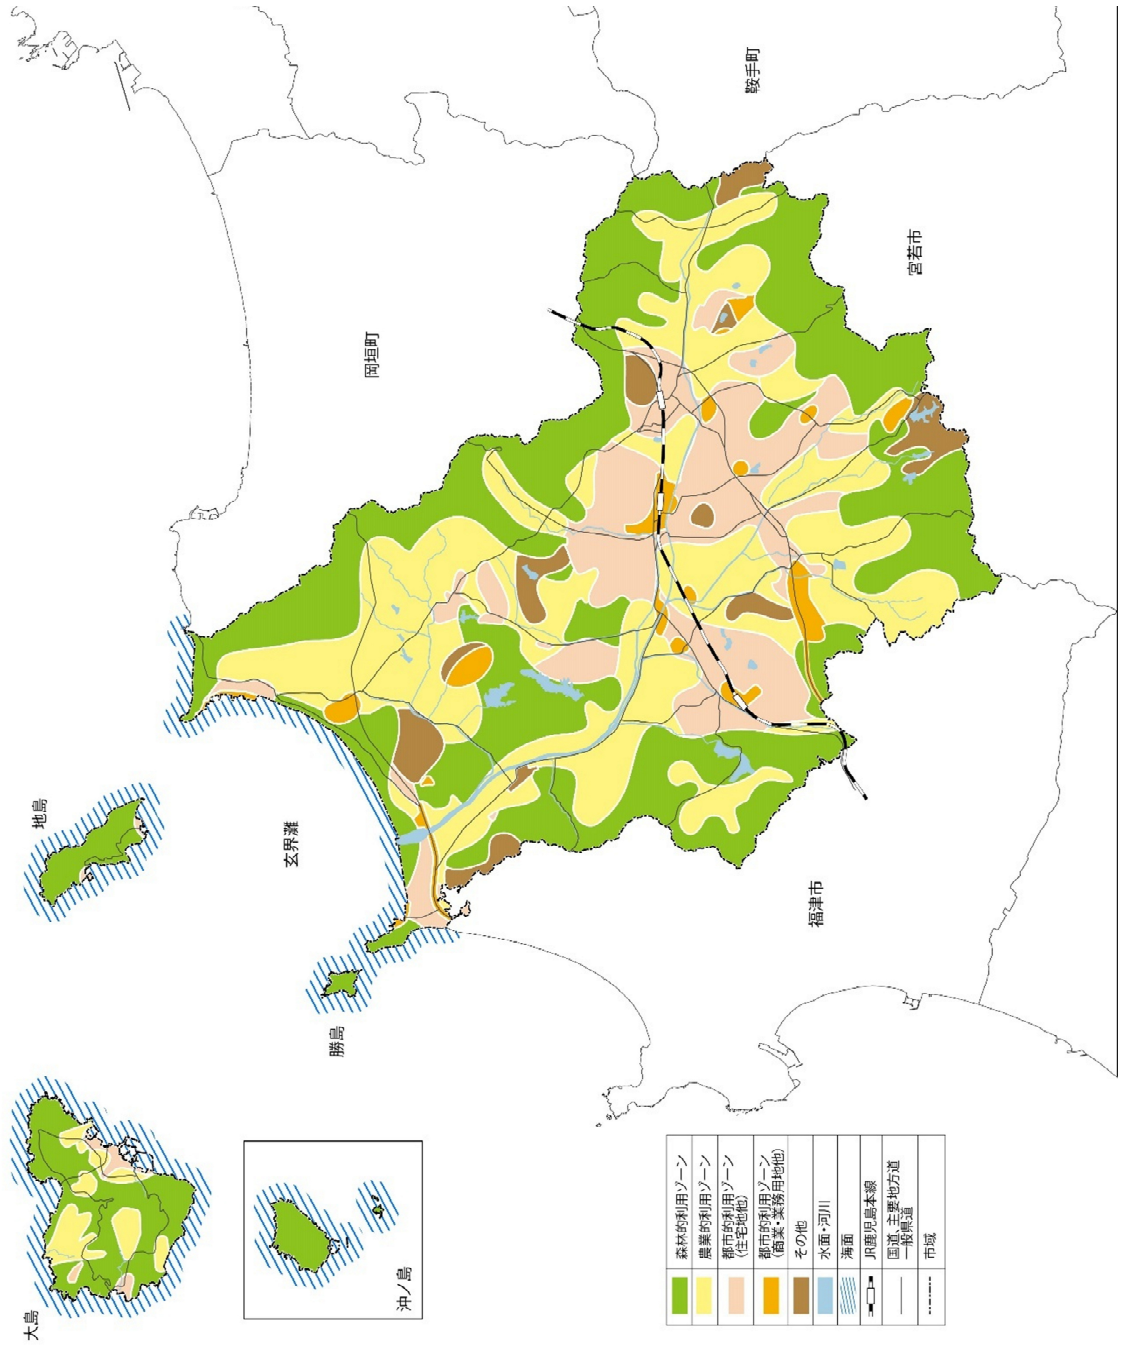 大島
沖ノ島
地島
勝島
玄界灘
岡垣町
鞍手町
宮若市
福津市
森林的利用ゾーン
農業的利用ゾーン
都市的利用ゾーン
（住宅地他）
都市的利用ゾーン
（商業・業務用地他）
その他
水面・河川
海面
JR鹿児島本線
国道、主要地方道
一般県道
市域